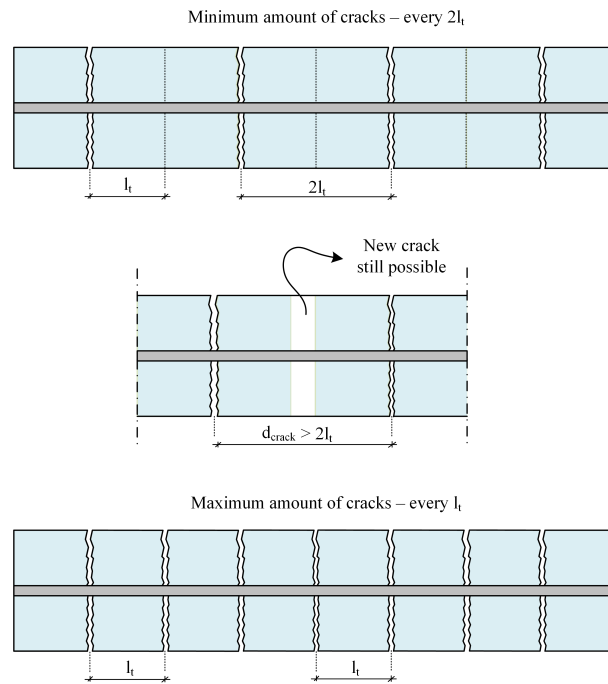 Minimum amount of cracks – every 2lₜ
lₜ
2lₜ
New crack
still possible
d_crack > 2lₜ
Maximum amount of cracks – every lₜ
lₜ
lₜ